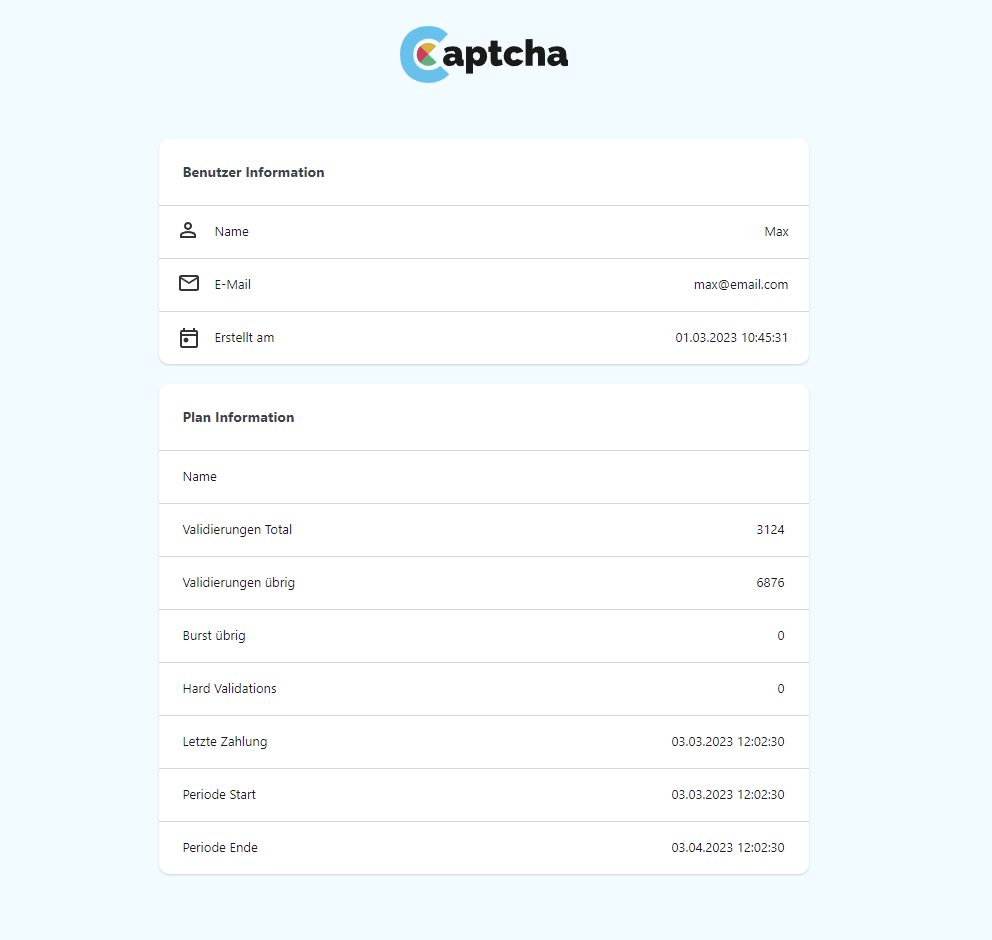 Captcha
Benutzer Information
Name Max
E-Mail max@email.com
Erstellt am 01.03.2023 10:45:31
Plan Information
Name
Validierungen Total 3124
Validierungen übrig 6876
Burst übrig 0
Hard Validations 0
Letzte Zahlung 03.03.2023 12:02:30
Periode Start 03.03.2023 12:02:30
Periode Ende 03.04.2023 12:02:30